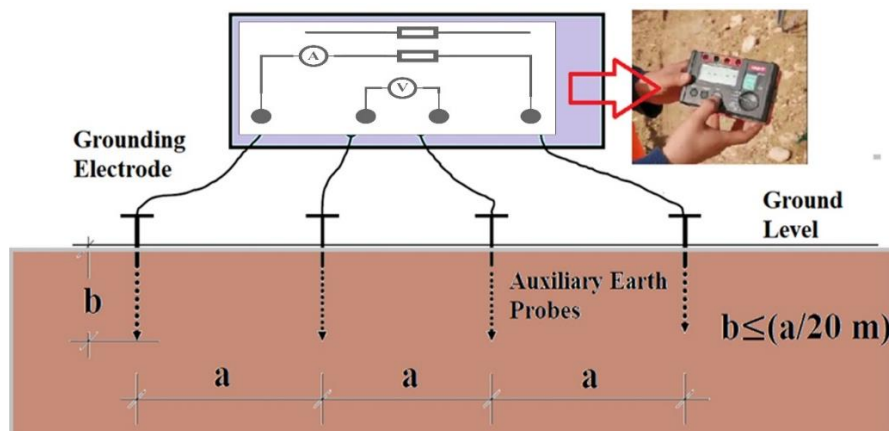 A
V
Grounding
Electrode
Ground
Level
Auxiliary Earth
Probes
b
b≤(a/20 m)
a
a
a